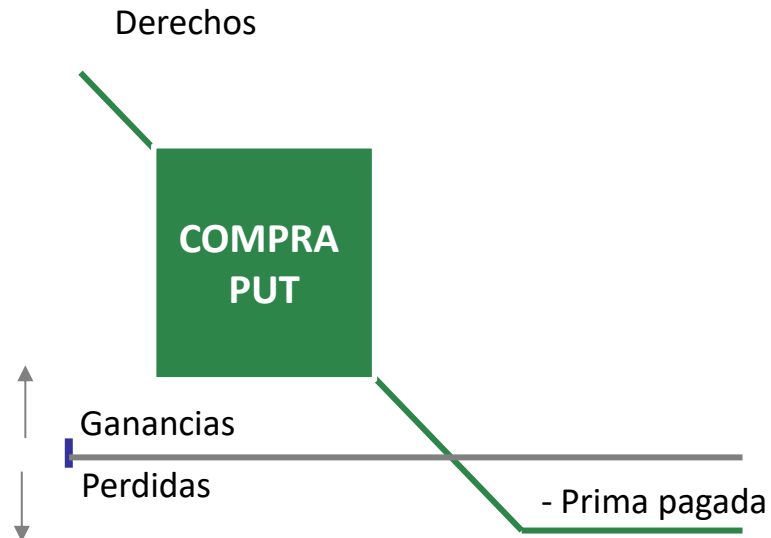 Derechos
COMPRA
PUT
Ganancias
Perdidas
- Prima pagada